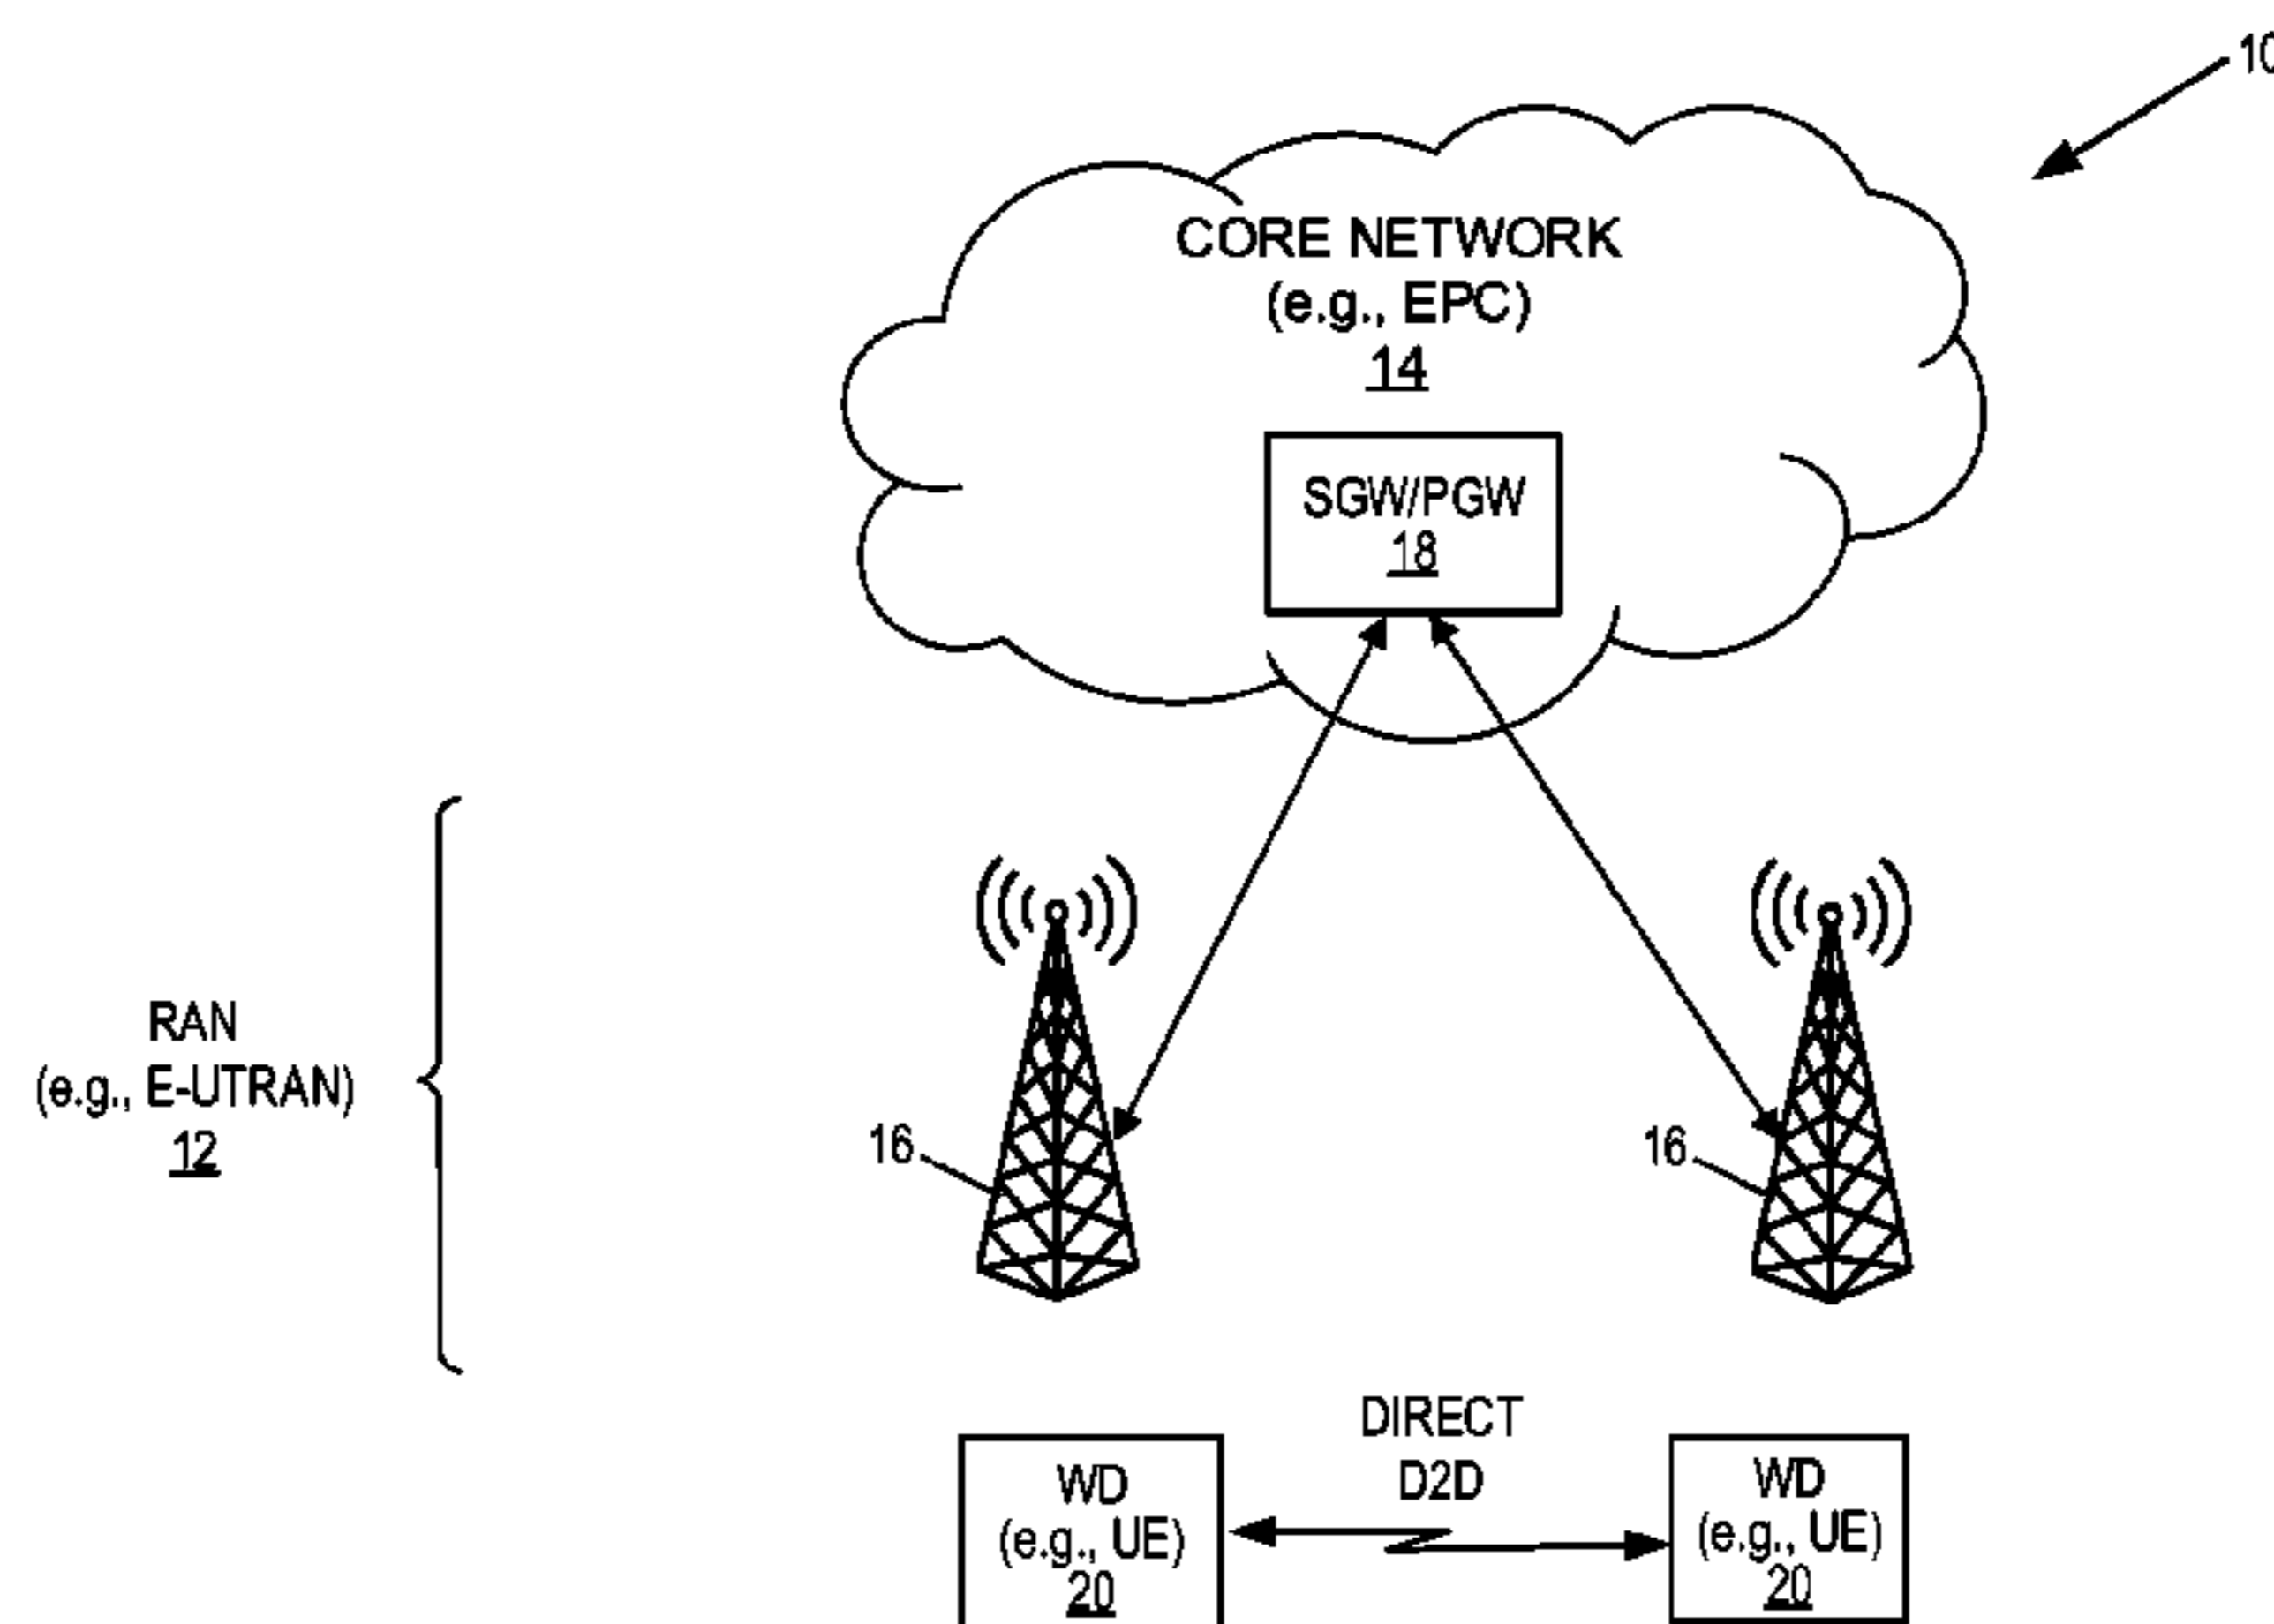 10
CORE NETWORK
(e.g., EPC)
14
SGW/PGW
18
RAN
(e.g., E-UTRAN)
12
16
16
DIRECT
D2D
WD
(e.g., UE)
20
WD
(e.g., UE)
20